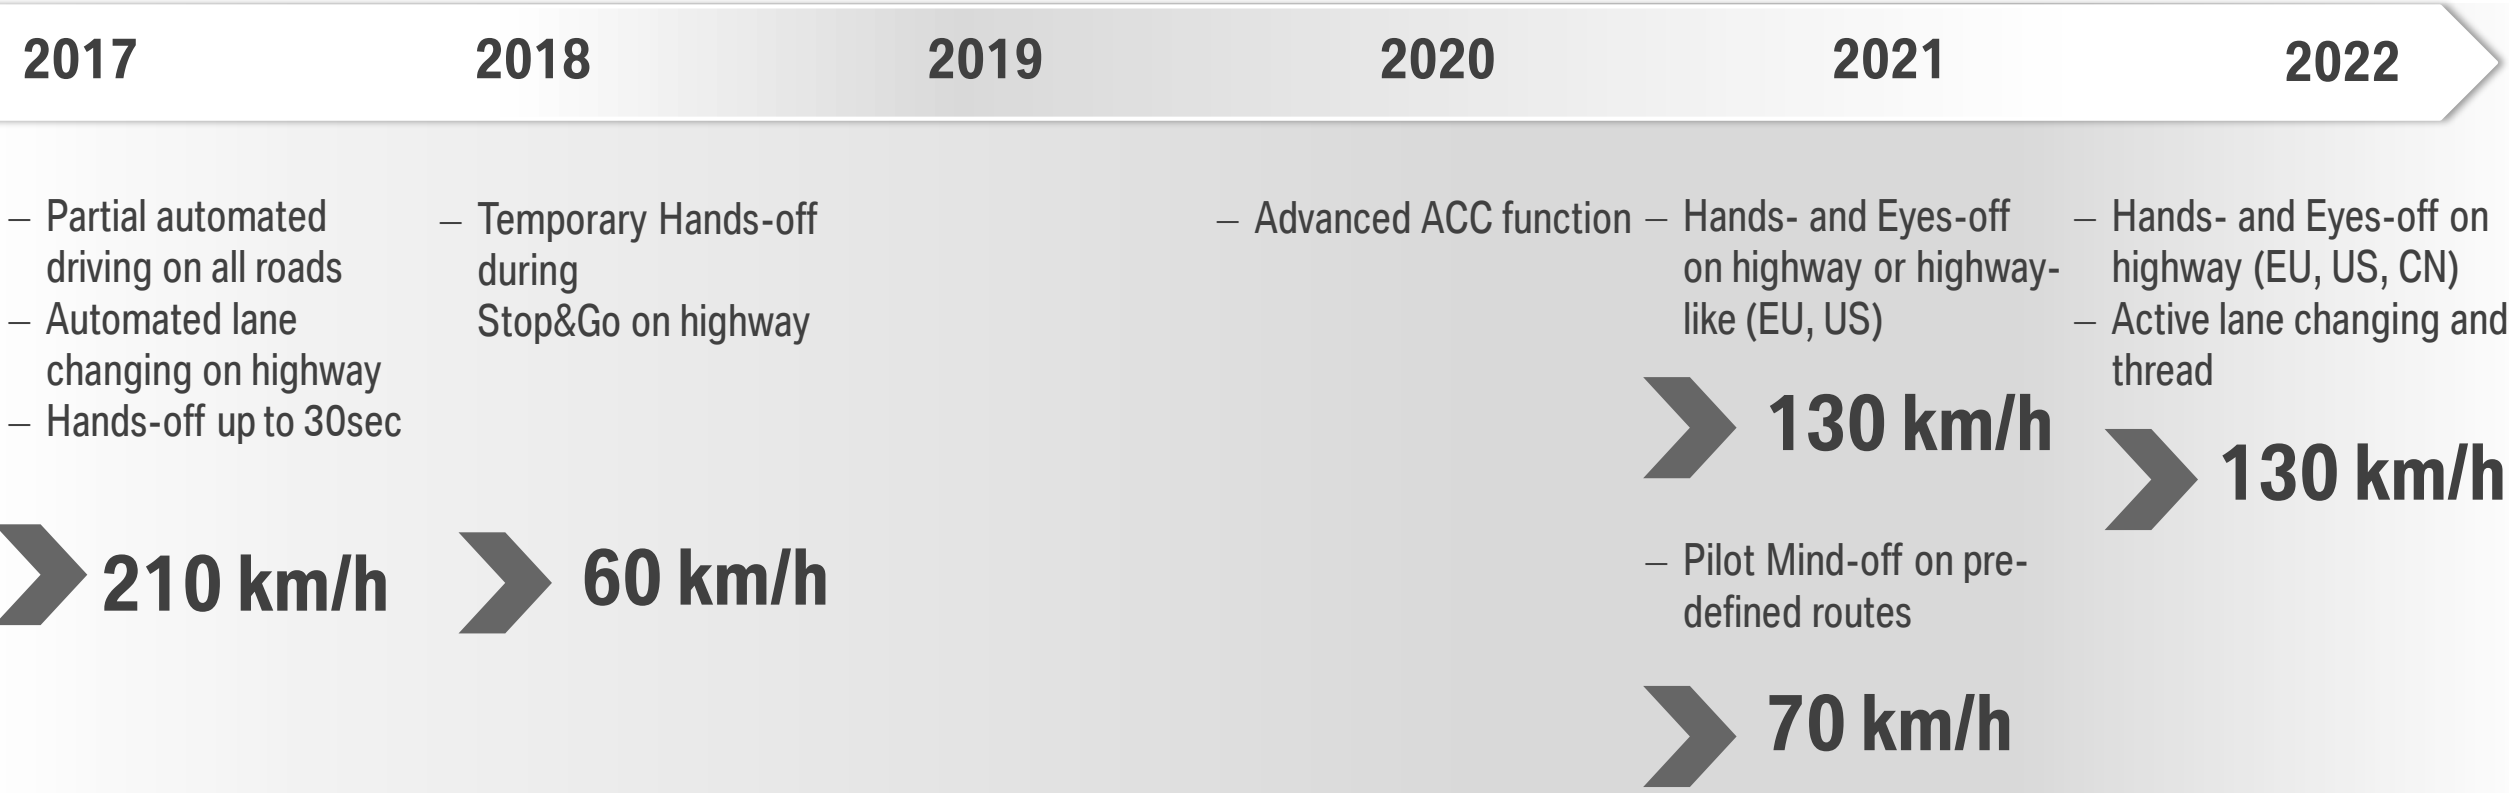 2017
2018
2019
2020
2021
2022
– Partial automated
driving on all roads
– Automated lane
changing on highway
– Hands-off up to 30sec
210 km/h
– Temporary Hands-off
during
Stop&Go on highway
60 km/h
– Advanced ACC function
– Hands- and Eyes-off
on highway or highway-
like (EU, US)
130 km/h
– Pilot Mind-off on pre-
defined routes
70 km/h
– Hands- and Eyes-off on
highway (EU, US, CN)
– Active lane changing and
thread
130 km/h